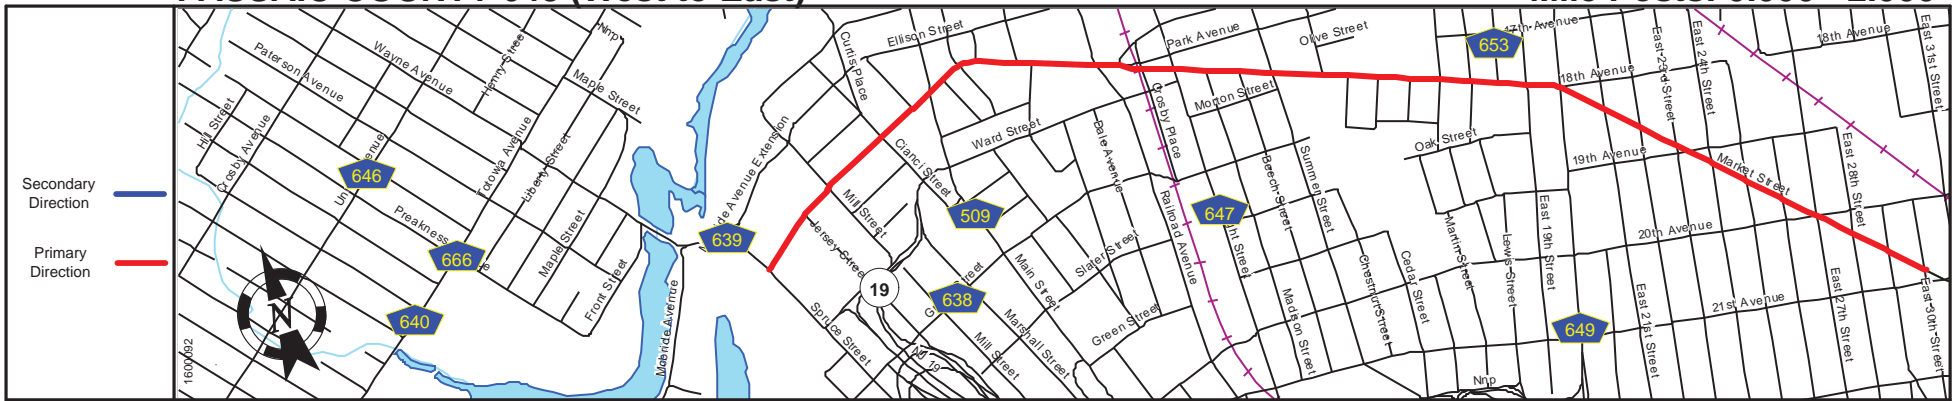 Secondary
Direction
Primary
Direction
1600092
Paterson Avenue
Wayne Avenue
Henry Street
Nnp
Maple Street
Hill Street
Crosby Avenue
646
Totowa Avenue
Liberty Street
Preakness
666
Maple Street
Front Street
640
N
Mcbride Avenue
639
Avenue Extension
Curtis Place
Ellison Street
Cianci Street
Mill Street
Jersey Street
Spruce Street
19
NJ 19
509
638
Ward Street
Main Street
Slater Street
Marshall Street
Mill Street
Green Street
Dale Avenue
Crosby Place
Railroad Avenue
Park Avenue
Morton Street
Olive Street
647
Beech Street
Summer Street
Madison Street
Chestnut Street
Cedar Street
Martin Street
Lewis Street
Oak Street
653
17th Avenue
18th Avenue
18th Avenue
19th Avenue
20th Avenue
21st Avenue
East 19th Street
649
Nnp
East 21st Street
East 23rd Street
East 24th Street
Market Street
East 27th Street
East 28th Street
East 30th Street
East 31st Street